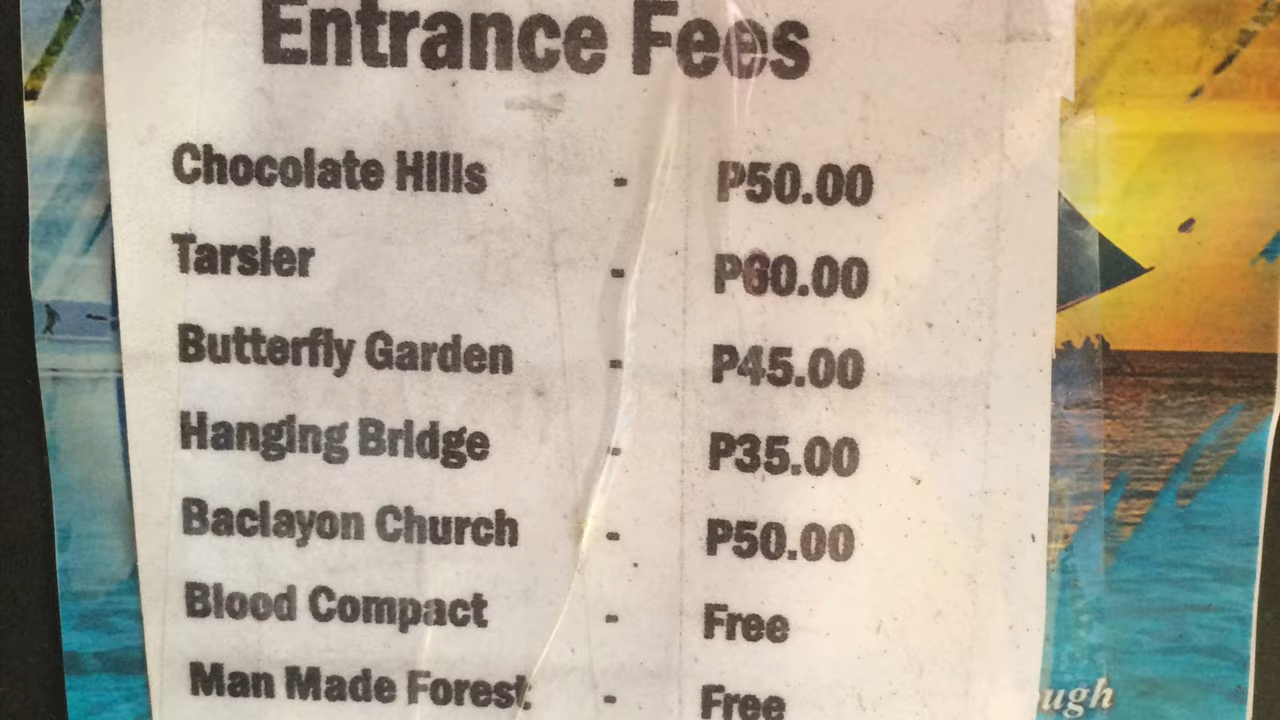 Entrance Fees
Chocolate Hills - P50.00
Tarsier - P60.00
Butterfly Garden - P45.00
Hanging Bridge - P35.00
Baclayon Church - P50.00
Blood Compact - Free
Man Made Forest - Free